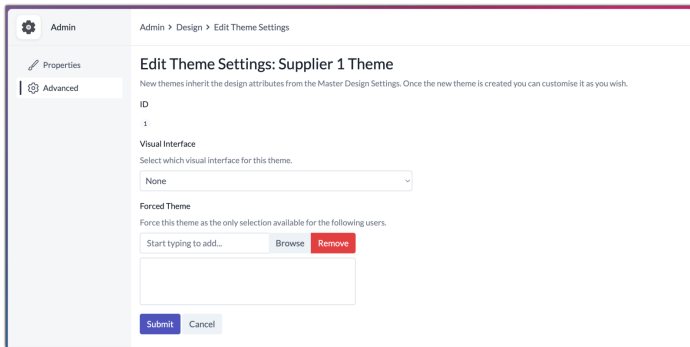 Admin
Admin > Design > Edit Theme Settings
Properties
Advanced
Edit Theme Settings: Supplier 1 Theme
New themes inherit the design attributes from the Master Design Settings. Once the new theme is created you can customise it as you wish.
ID
1
Visual Interface
Select which visual interface for this theme.
None
Forced Theme
Force this theme as the only selection available for the following users.
Start typing to add... Browse Remove
Submit Cancel